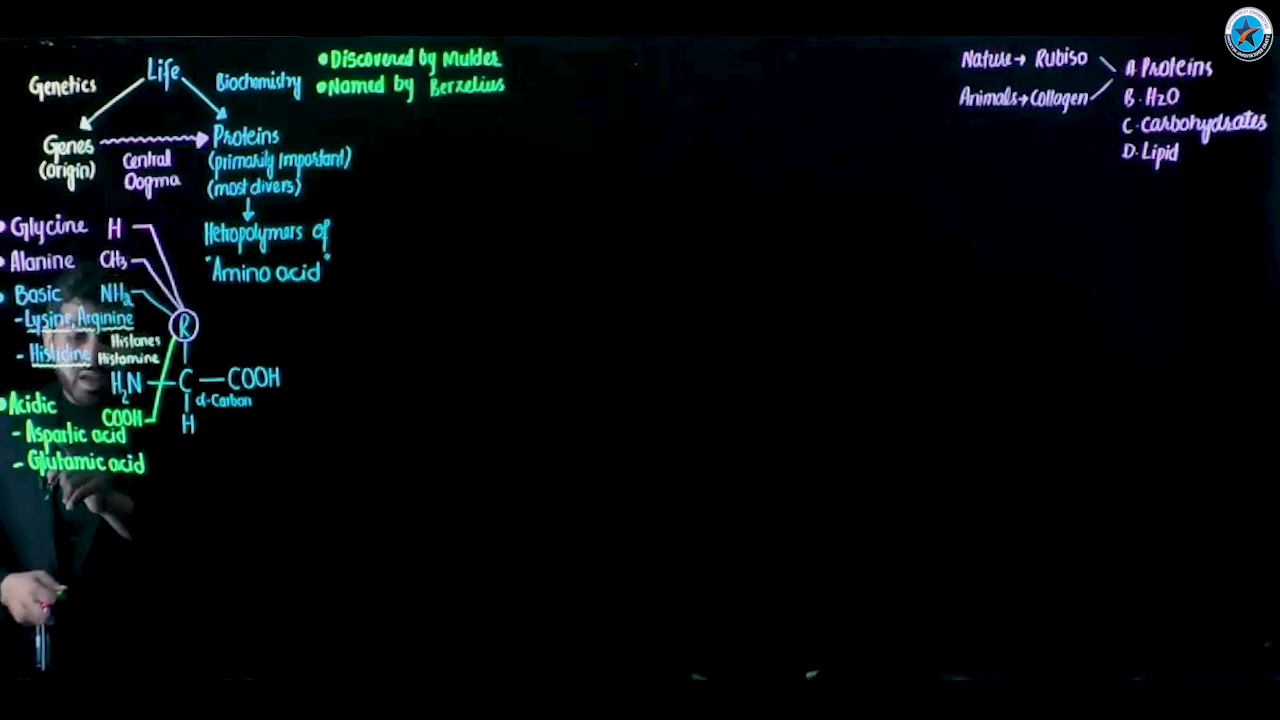 Life
Genetics
Biochemistry
• Discovered by Mulder
• Named by Berzelius
Genes
(origin)
Central
Dogma
Proteins
(primarily important)
(most divers)
Hetropolymers of
"Amino acid"
• Glycine H
• Alanine CH3
• Basic NH2
- Lysine, Arginine
- Histidine
Histones
Histamine
R
H2N — C — COOH
α-Carbon
H
• Acidic
COOH
- Aspartic acid
- Glutamic acid
Nature → Rubiso
Animals → Collagen
A. Proteins
B. H2O
C. Carbohydrates
D. Lipid